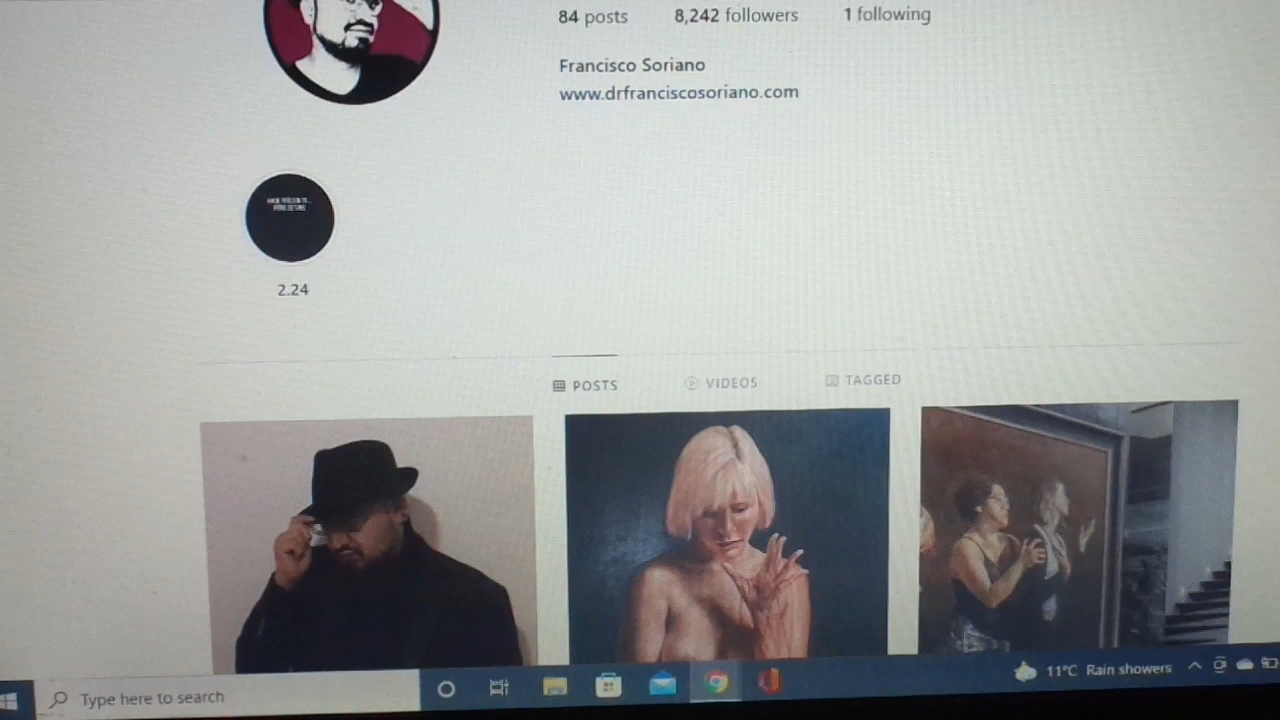 84 posts 8,242 followers 1 following
Francisco Soriano
www.drfranciscosoriano.com
2.24
POSTS VIDEOS TAGGED
Type here to search
11°C Rain showers